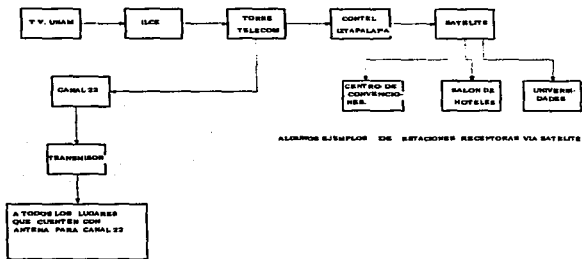 T.V. UNAM
ILCE
TORRE
TELECOM
CONTEL
IZTAPALAPA
SATELITE
CANAL 22
CENTRO DE
CONVENCIO-
NES.
SALON DE
HOTELES
UNIVERSI-
DADES
ALGUNOS EJEMPLOS DE ESTACIONES RECEPTORAS VIA SATELITE
TRANSMISOR
A TODOS LOS LUGARES
QUE CUENTEN CON
ANTENA PARA CANAL 22